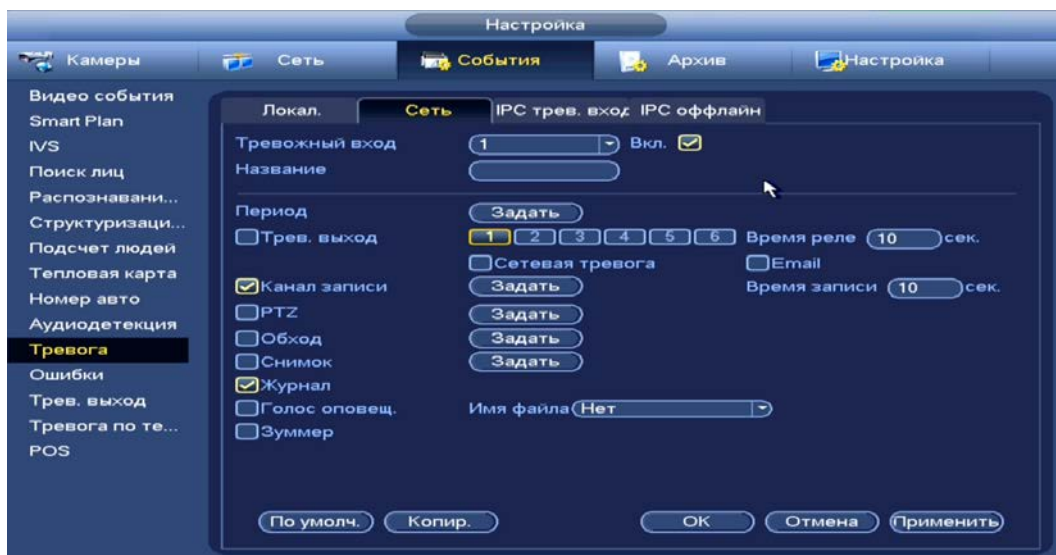 Настройка
Камеры Сеть События Архив Настройка
Видео события
Smart Plan
IVS
Поиск лиц
Распознавани...
Структуризаци...
Подсчет людей
Тепловая карта
Номер авто
Аудиодетекция
Тревога
Ошибки
Трев. выход
Тревога по те...
POS
Локал. Сеть IPC трев. вход IPC оффлайн
Тревожный вход 1 Вкл.
Название
Период Задать
Трев. выход 1 2 3 4 5 6 Время реле 10 сек.
Сетевая тревога Email
Канал записи Задать Время записи 10 сек.
PTZ Задать
Обход Задать
Снимок Задать
Журнал
Голос оповещ. Имя файла Нет
Зуммер
По умолч. Копир. OK Отмена Применить